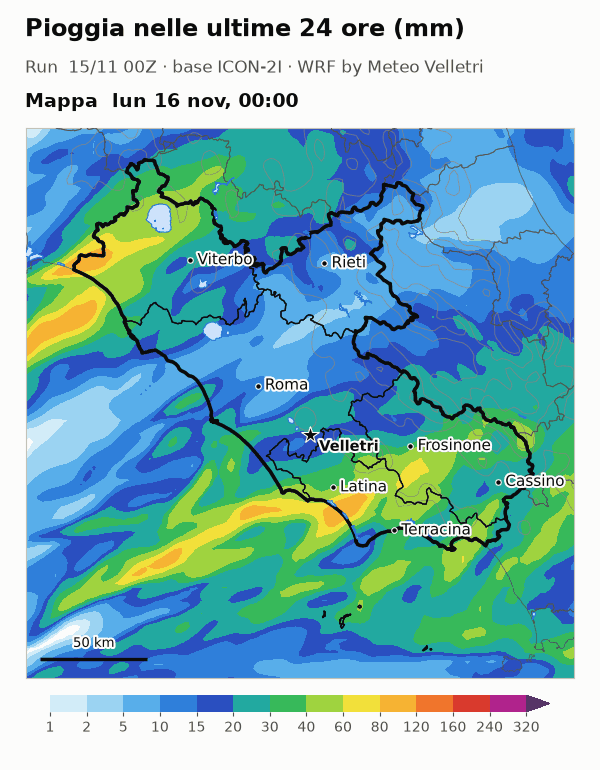 Pioggia nelle ultime 24 ore (mm)
Run 15/11 00Z · base ICON-2I · WRF by Meteo Velletri
Mappa lun 16 nov, 00:00
Viterbo
Rieti
Roma
Velletri
Frosinone
Latina
Cassino
Terracina
50 km
1 2 5 10 15 20 30 40 60 80 120 160 240 320